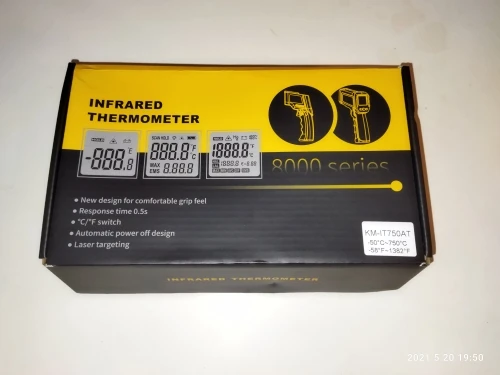 INFRARED
THERMOMETER
8000 series
• New design for comfortable grip feel
• Response time 0.5s
• °C/°F switch
• Automatic power off design
• Laser targeting
KM-IT750AT
-50°C~750°C
-58°F~1382°F
INFRARED THERMOMETER
2021 5 20 19:50